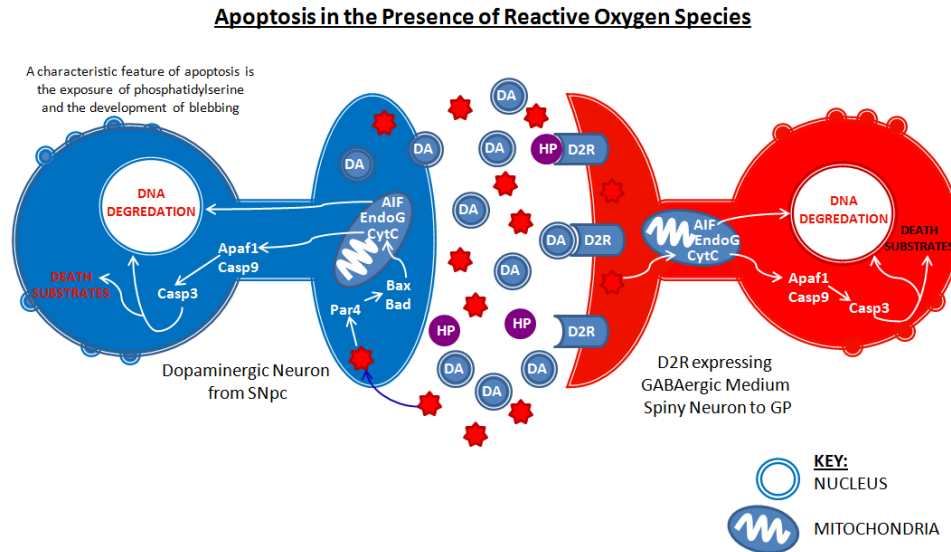 Apoptosis in the Presence of Reactive Oxygen Species
A characteristic feature of apoptosis is
the exposure of phosphatidylserine
and the development of blebbing
DNA
DEGREDATION
DEATH
SUBSTRATES
Apaf1
Casp9
Casp3
AIF
EndoG
CytC
Par4
Bax
Bad
DA
DA
DA
DA
DA
DA
DA
DA
DA
HP
D2R
DA
D2R
HP
HP
D2R
AIF
EndoG
CytC
Apaf1
Casp9
Casp3
DNA
DEGREDATION
DEATH
SUBSTRATES
Dopaminergic Neuron
from SNpc
D2R expressing
GABAergic Medium
Spiny Neuron to GP
KEY:
NUCLEUS
MITOCHONDRIA